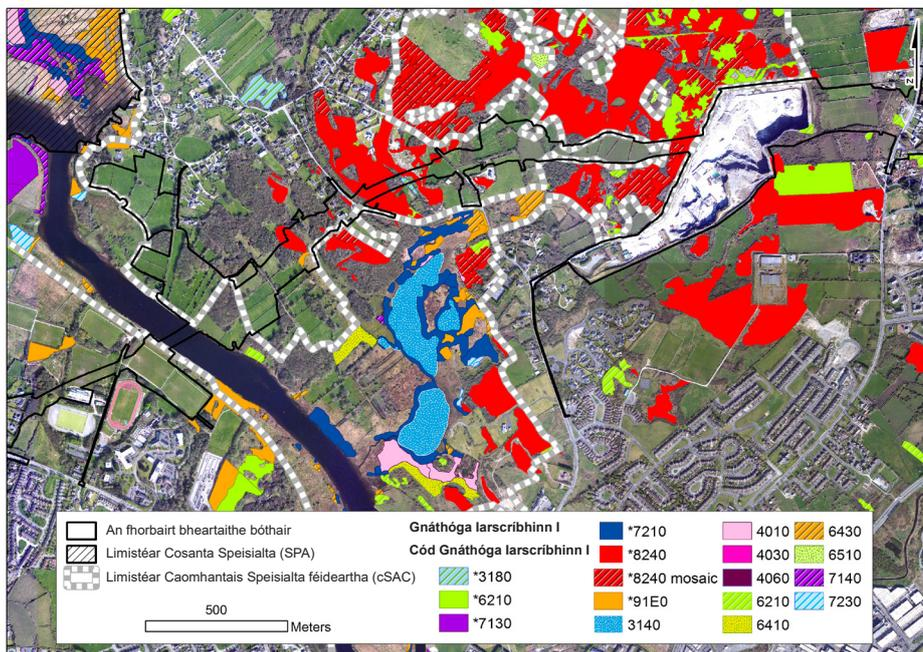 N
An fhorbairt bheartaithe bóthair
Limistéar Cosanta Speisialta (SPA)
Limistéar Caomhantais Speisialta féideartha (cSAC)
500
Meters
Gnáthóga Iarscríbhinn I
Cód Gnáthóga Iarscríbhinn I
*3180
*6210
*7130
*7210
*8240
*8240 mosaic
*91E0
3140
4010
4030
4060
6210
6410
6430
6510
7140
7230